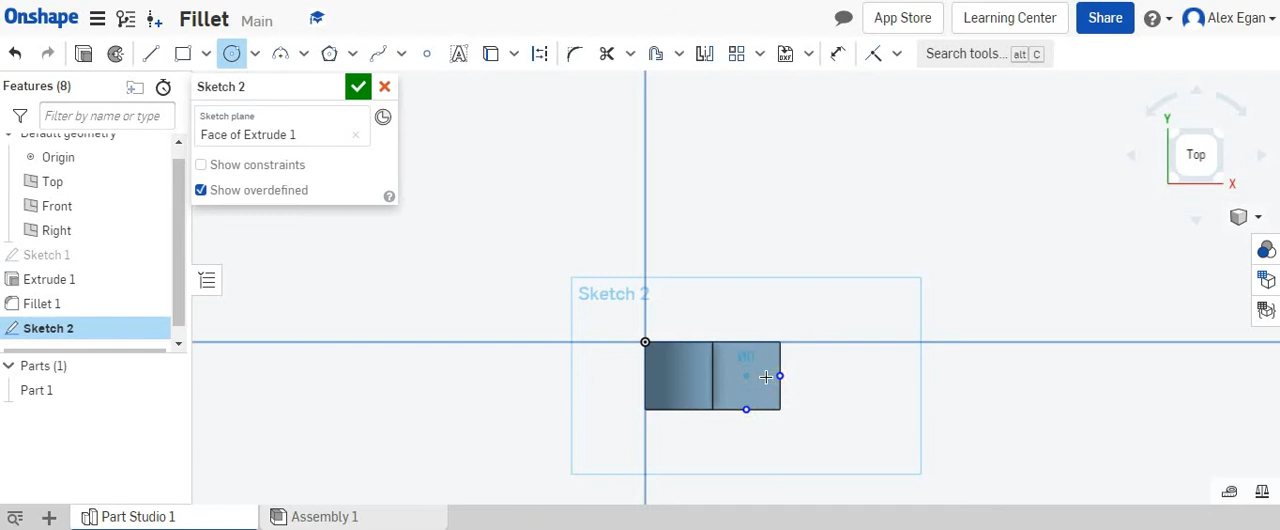 Onshape Fillet Main App Store Learning Center Share Alex Egan
Search tools... alt C
Features (8)
Filter by name or type
Default geometry
Origin
Top
Front
Right
Sketch 1
Extrude 1
Fillet 1
Sketch 2
Parts (1)
Part 1
Sketch 2
Sketch plane
Face of Extrude 1
Show constraints
Show overdefined
Sketch 2
Y
Top
X
Part Studio 1
Assembly 1